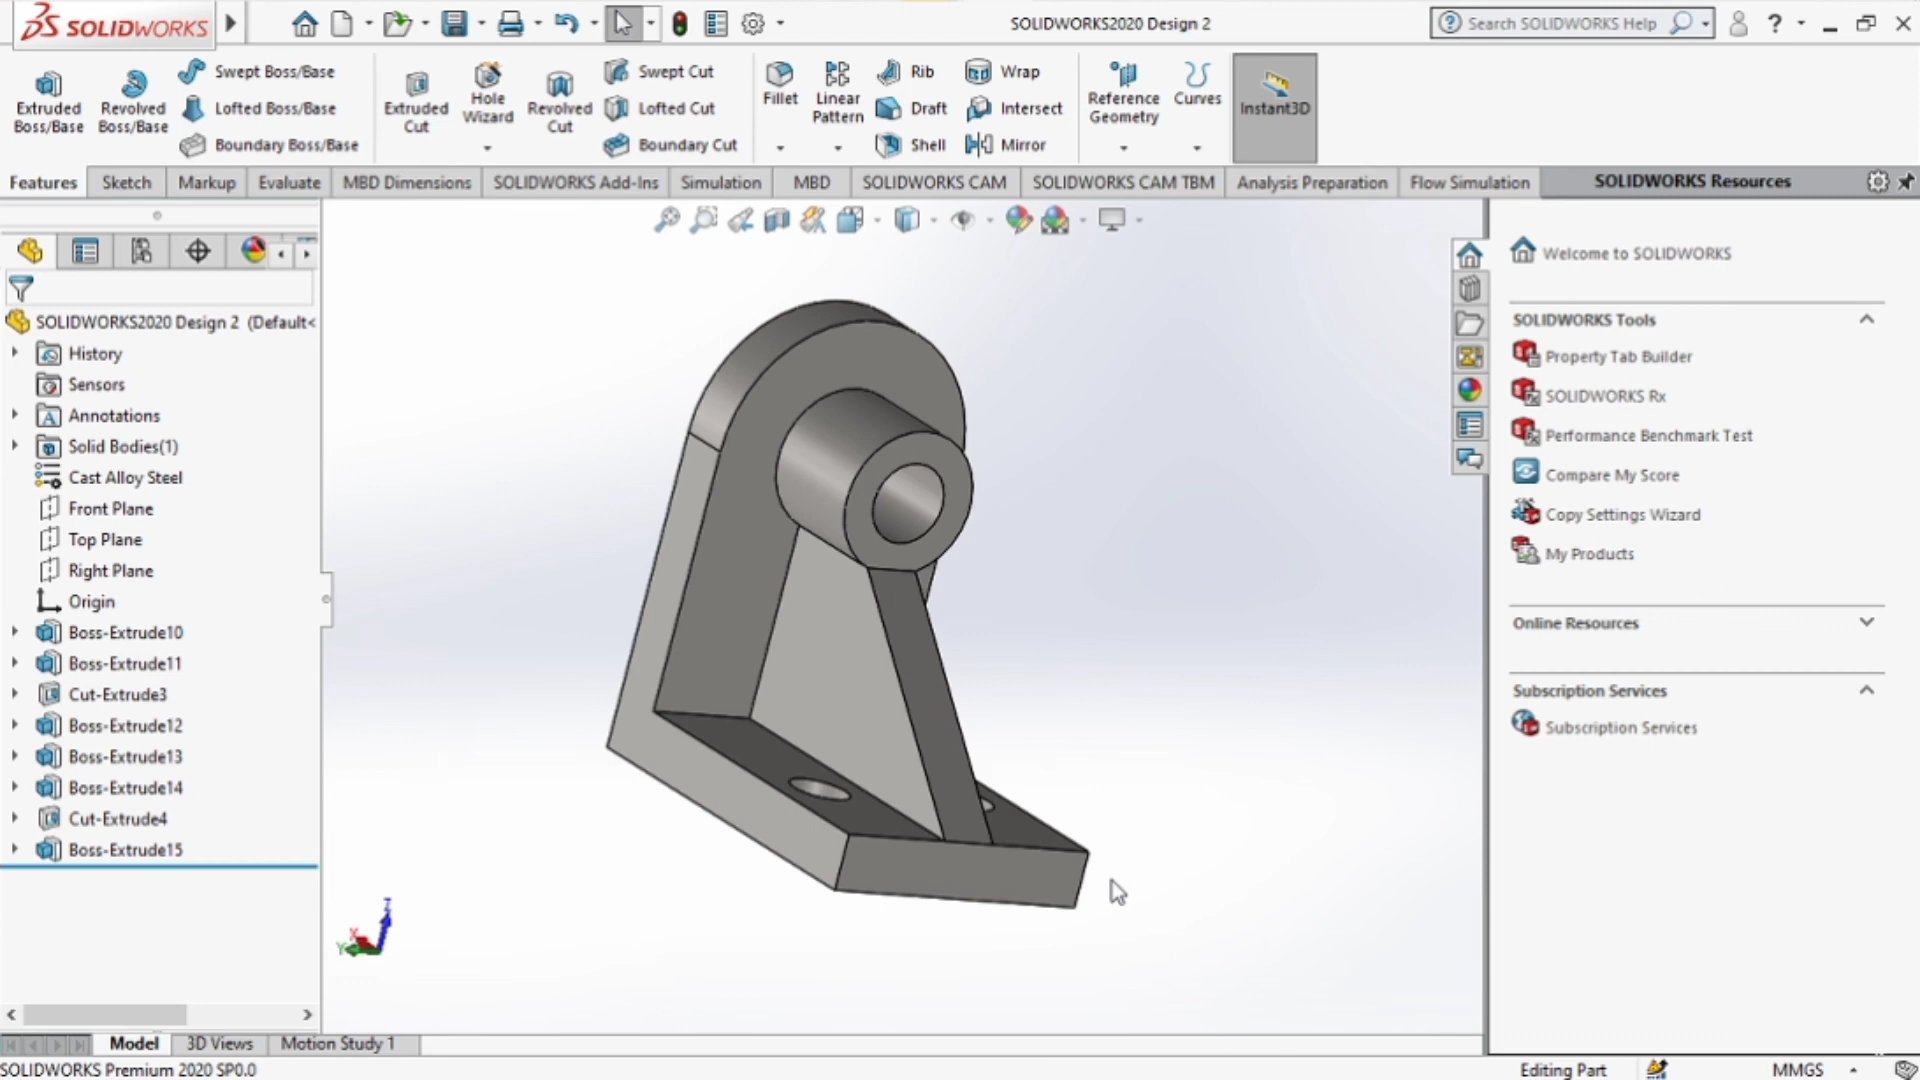 SOLIDWORKS
SOLIDWORKS2020 Design 2
Search SOLIDWORKS Help
Extruded Boss/Base
Revolved Boss/Base
Swept Boss/Base
Lofted Boss/Base
Boundary Boss/Base
Extruded Cut
Hole Wizard
Revolved Cut
Swept Cut
Lofted Cut
Boundary Cut
Fillet
Linear Pattern
Rib
Draft
Shell
Wrap
Intersect
Mirror
Reference Geometry
Curves
Instant3D
Features
Sketch
Markup
Evaluate
MBD Dimensions
SOLIDWORKS Add-Ins
Simulation
MBD
SOLIDWORKS CAM
SOLIDWORKS CAM TBM
Analysis Preparation
Flow Simulation
SOLIDWORKS Resources
SOLIDWORKS2020 Design 2 (Default<
History
Sensors
Annotations
Solid Bodies(1)
Cast Alloy Steel
Front Plane
Top Plane
Right Plane
Origin
Boss-Extrude10
Boss-Extrude11
Cut-Extrude3
Boss-Extrude12
Boss-Extrude13
Boss-Extrude14
Cut-Extrude4
Boss-Extrude15
Z
X
Y
Welcome to SOLIDWORKS
SOLIDWORKS Tools
Property Tab Builder
SOLIDWORKS Rx
Performance Benchmark Test
Compare My Score
Copy Settings Wizard
My Products
Online Resources
Subscription Services
Subscription Services
Model
3D Views
Motion Study 1
SOLIDWORKS Premium 2020 SP0.0
Editing Part
MMGS